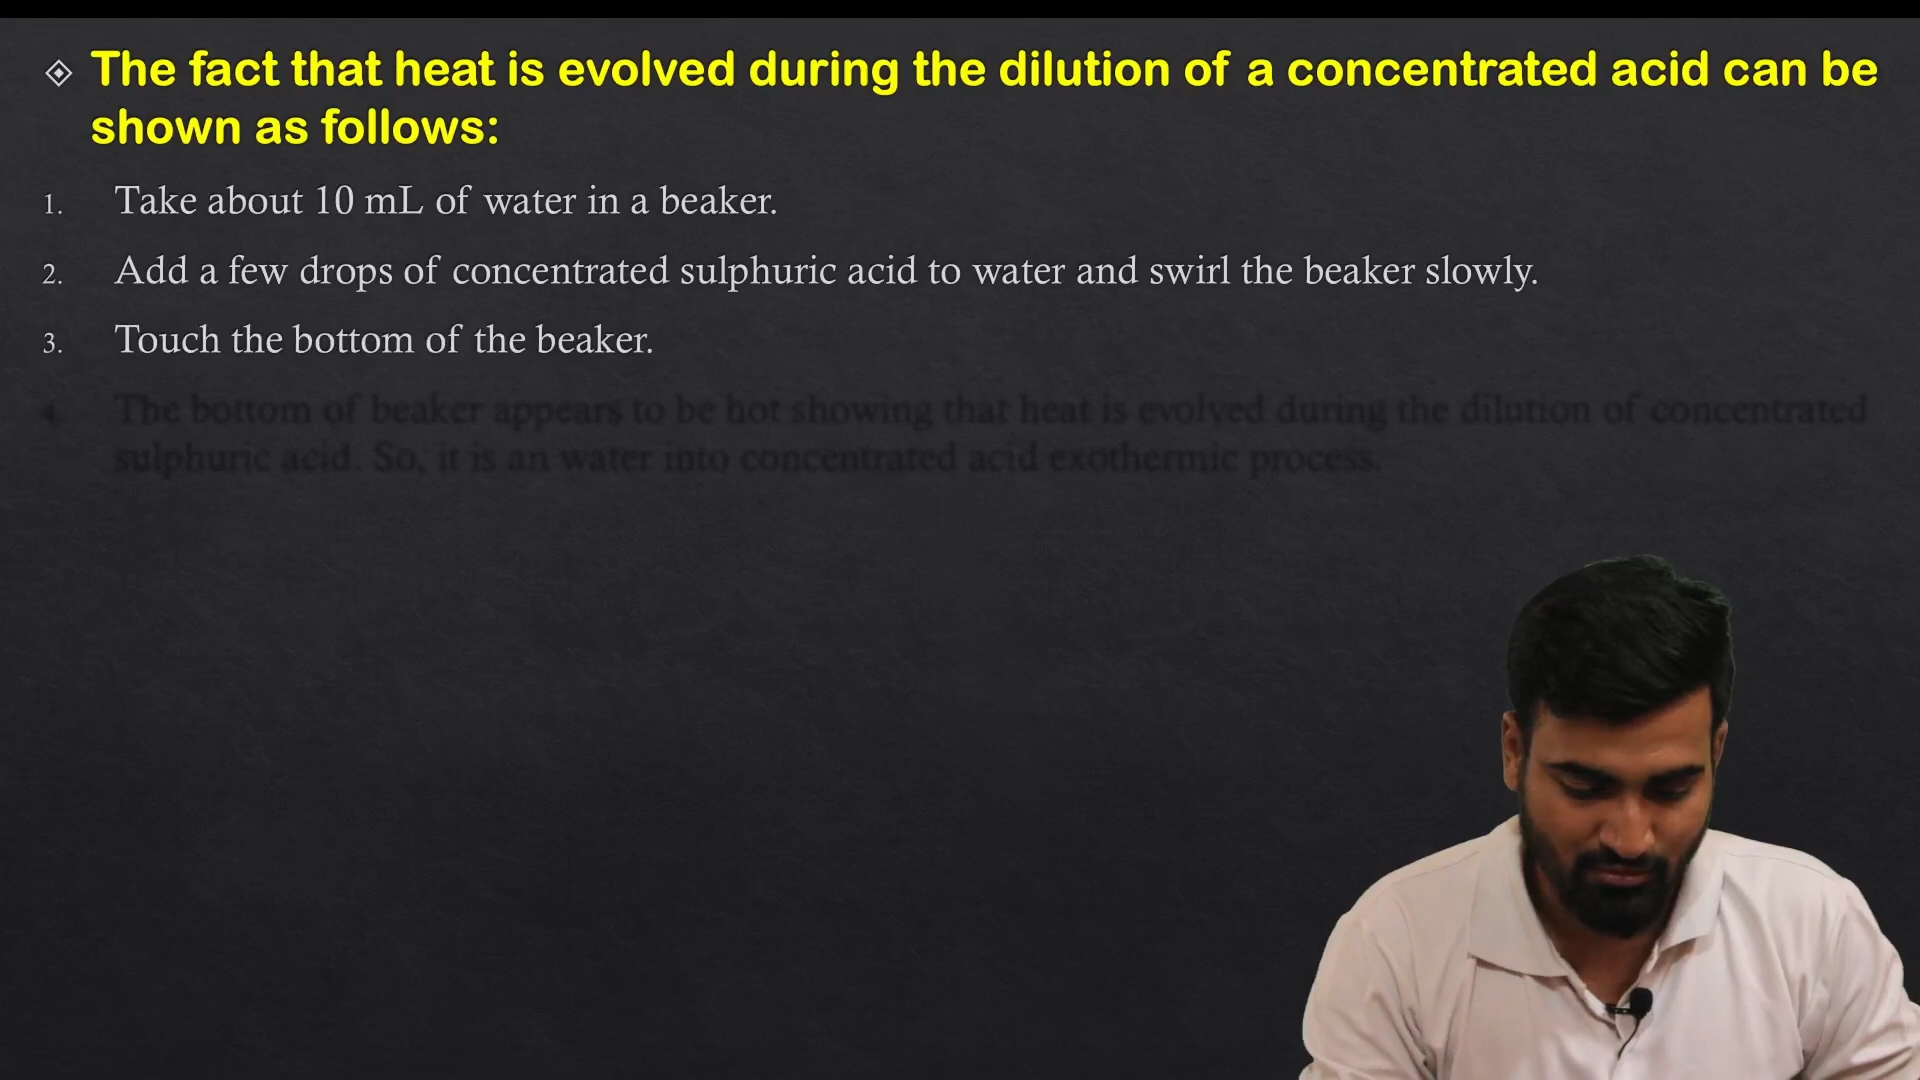 The fact that heat is evolved during the dilution of a concentrated acid can be
shown as follows:
1. Take about 10 mL of water in a beaker.
2. Add a few drops of concentrated sulphuric acid to water and swirl the beaker slowly.
3. Touch the bottom of the beaker.
4. The bottom of beaker appears to be hot showing that heat is evolved during the dilution of concentrated
sulphuric acid. So, it is an water into concentrated acid exothermic process.